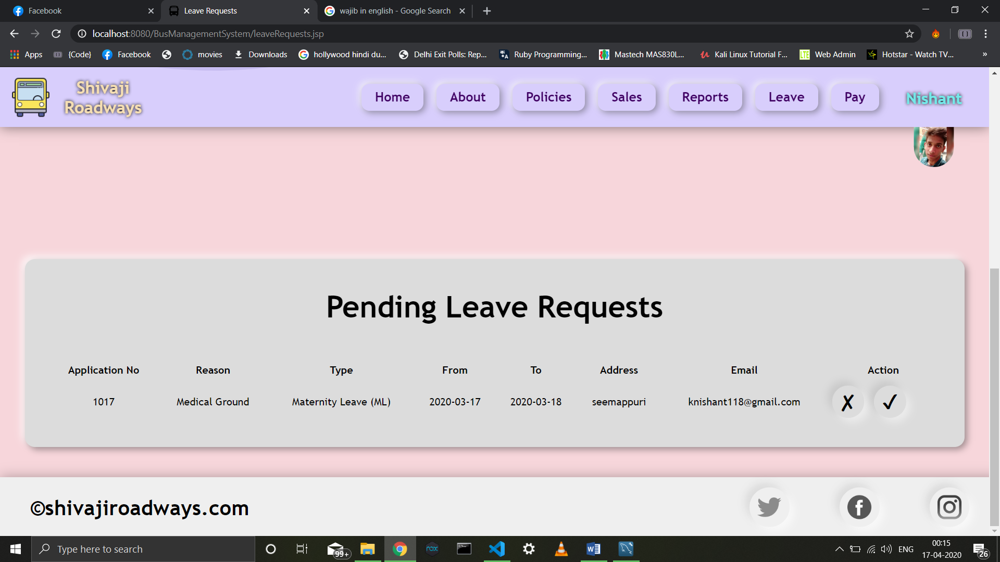 Facebook
Leave Requests
wajib in english - Google Search
localhost:8080/BusManagementSystem/leaveRequests.jsp
Apps
{Code}
Facebook
movies
Downloads
hollywood hindi du...
Delhi Exit Polls: Rep...
Ruby Programming...
Mastech MAS830L...
Kali Linux Tutorial F...
LTE Web Admin
Hotstar - Watch TV...
»
Shivaji
Roadways
Home
About
Policies
Sales
Reports
Leave
Pay
Nishant
Pending Leave Requests
Application No Reason Type From To Address Email Action
1017 Medical Ground Maternity Leave (ML) 2020-03-17 2020-03-18 seemappuri knishant118@gmail.com ✗ ✓
©shivajiroadways.com
Type here to search
99+
nox
ENG
00:15
17-04-2020
26